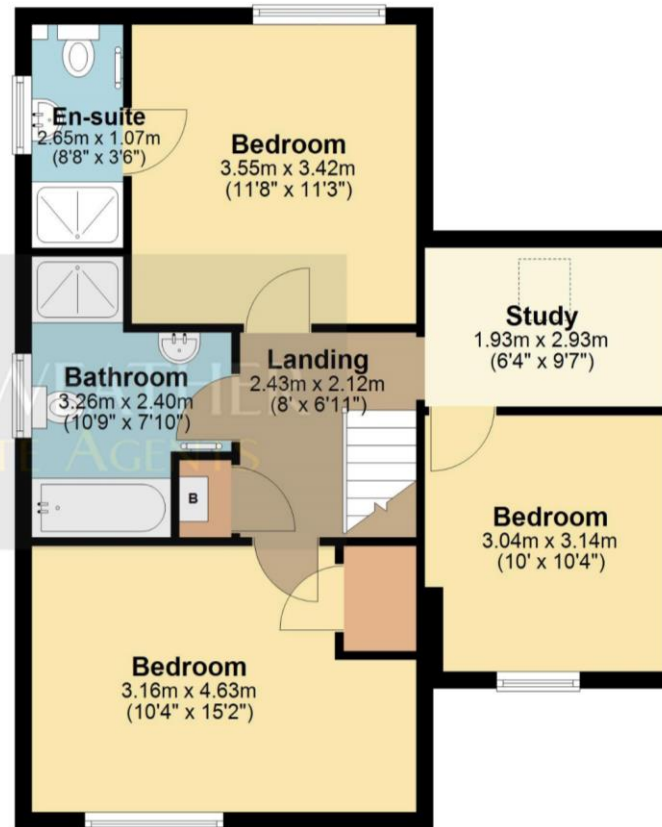 En-suite
2.65m x 1.07m
(8'8" x 3'6")
Bedroom
3.55m x 3.42m
(11'8" x 11'3")
Study
1.93m x 2.93m
(6'4" x 9'7")
Landing
2.43m x 2.12m
(8' x 6'11")
Bathroom
3.26m x 2.40m
(10'9" x 7'10")
AGENTS
B
Bedroom
3.04m x 3.14m
(10' x 10'4")
Bedroom
3.16m x 4.63m
(10'4" x 15'2")